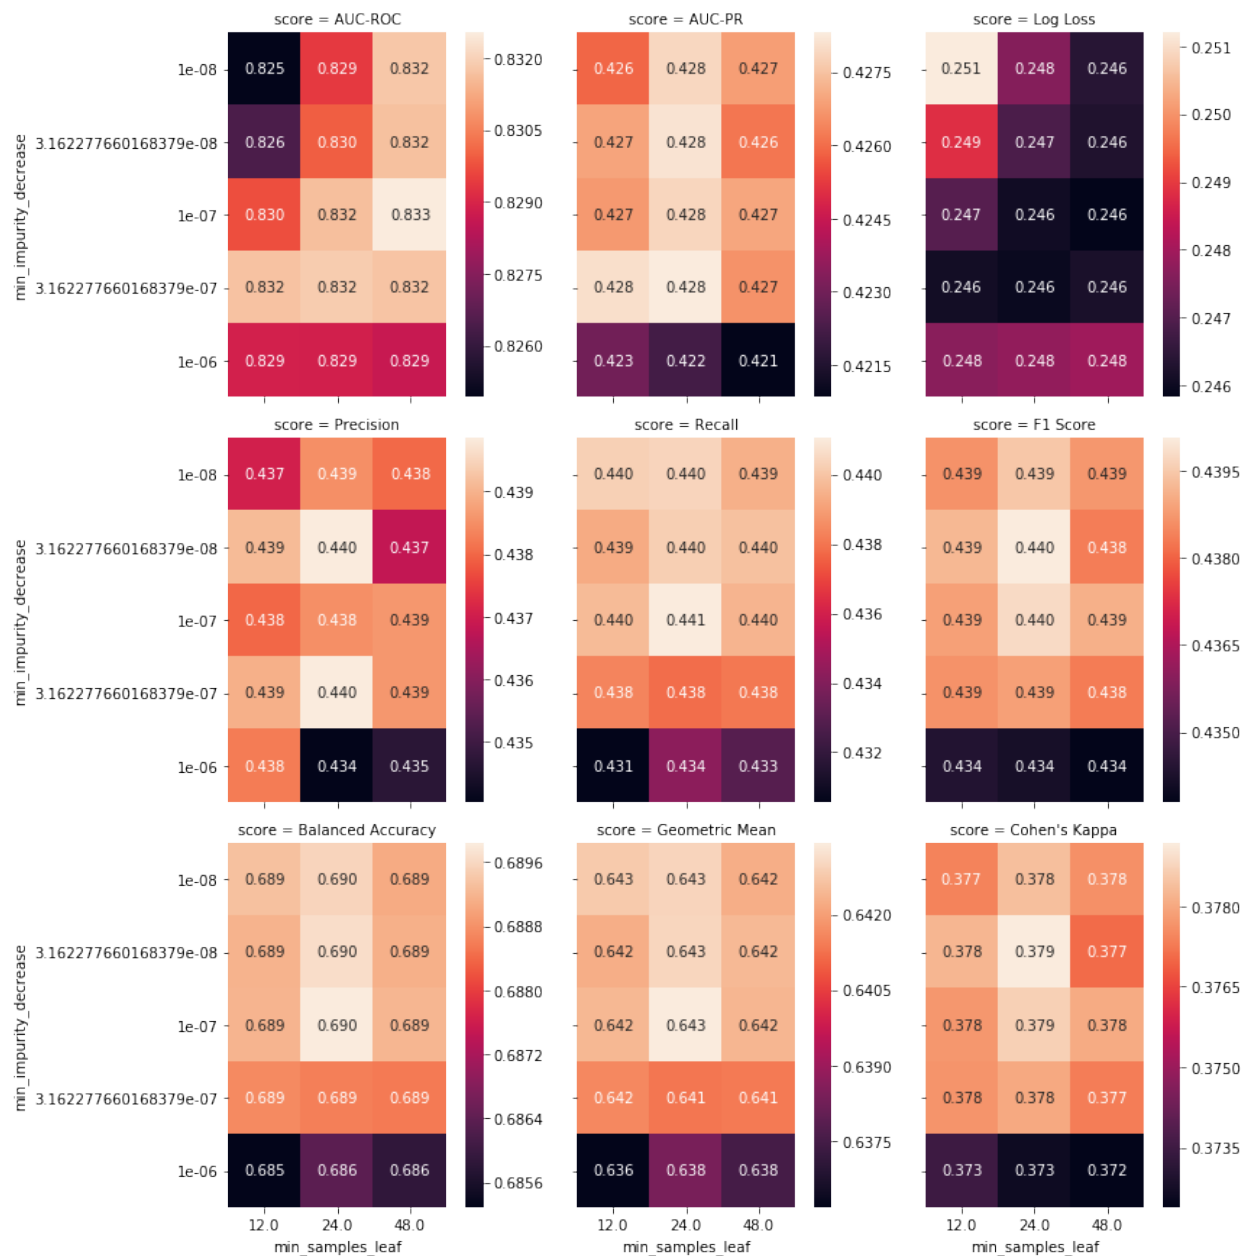 score = AUC-ROC
score = AUC-PR
score = Log Loss
min_impurity_decrease
1e-08
0.825 0.829 0.832
3.162277660168379e-08
0.826 0.830 0.832
1e-07
0.830 0.832 0.833
3.162277660168379e-07
0.832 0.832 0.832
1e-06
0.829 0.829 0.829
0.8320
0.8305
0.8290
0.8275
0.8260
0.426 0.428 0.427
0.427 0.428 0.426
0.427 0.428 0.427
0.428 0.428 0.427
0.423 0.422 0.421
0.4275
0.4260
0.4245
0.4230
0.4215
0.251 0.248 0.246
0.249 0.247 0.246
0.247 0.246 0.246
0.246 0.246 0.246
0.248 0.248 0.248
0.251
0.250
0.249
0.248
0.247
0.246
score = Precision
score = Recall
score = F1 Score
min_impurity_decrease
1e-08
0.437 0.439 0.438
3.162277660168379e-08
0.439 0.440 0.437
1e-07
0.438 0.438 0.439
3.162277660168379e-07
0.439 0.440 0.439
1e-06
0.438 0.434 0.435
0.439
0.438
0.437
0.436
0.435
0.440 0.440 0.439
0.439 0.440 0.440
0.440 0.441 0.440
0.438 0.438 0.438
0.431 0.434 0.433
0.440
0.438
0.436
0.434
0.432
0.439 0.439 0.439
0.439 0.440 0.438
0.439 0.440 0.439
0.439 0.439 0.438
0.434 0.434 0.434
0.4395
0.4380
0.4365
0.4350
score = Balanced Accuracy
score = Geometric Mean
score = Cohen's Kappa
min_impurity_decrease
1e-08
0.689 0.690 0.689
3.162277660168379e-08
0.689 0.690 0.689
1e-07
0.689 0.690 0.689
3.162277660168379e-07
0.689 0.689 0.689
1e-06
0.685 0.686 0.686
0.6896
0.6888
0.6880
0.6872
0.6864
0.6856
0.643 0.643 0.642
0.642 0.643 0.642
0.642 0.643 0.642
0.642 0.641 0.641
0.636 0.638 0.638
0.6420
0.6405
0.6390
0.6375
0.377 0.378 0.378
0.378 0.379 0.377
0.378 0.379 0.378
0.378 0.378 0.377
0.373 0.373 0.372
0.3780
0.3765
0.3750
0.3735
12.0 24.0 48.0
min_samples_leaf
12.0 24.0 48.0
min_samples_leaf
12.0 24.0 48.0
min_samples_leaf